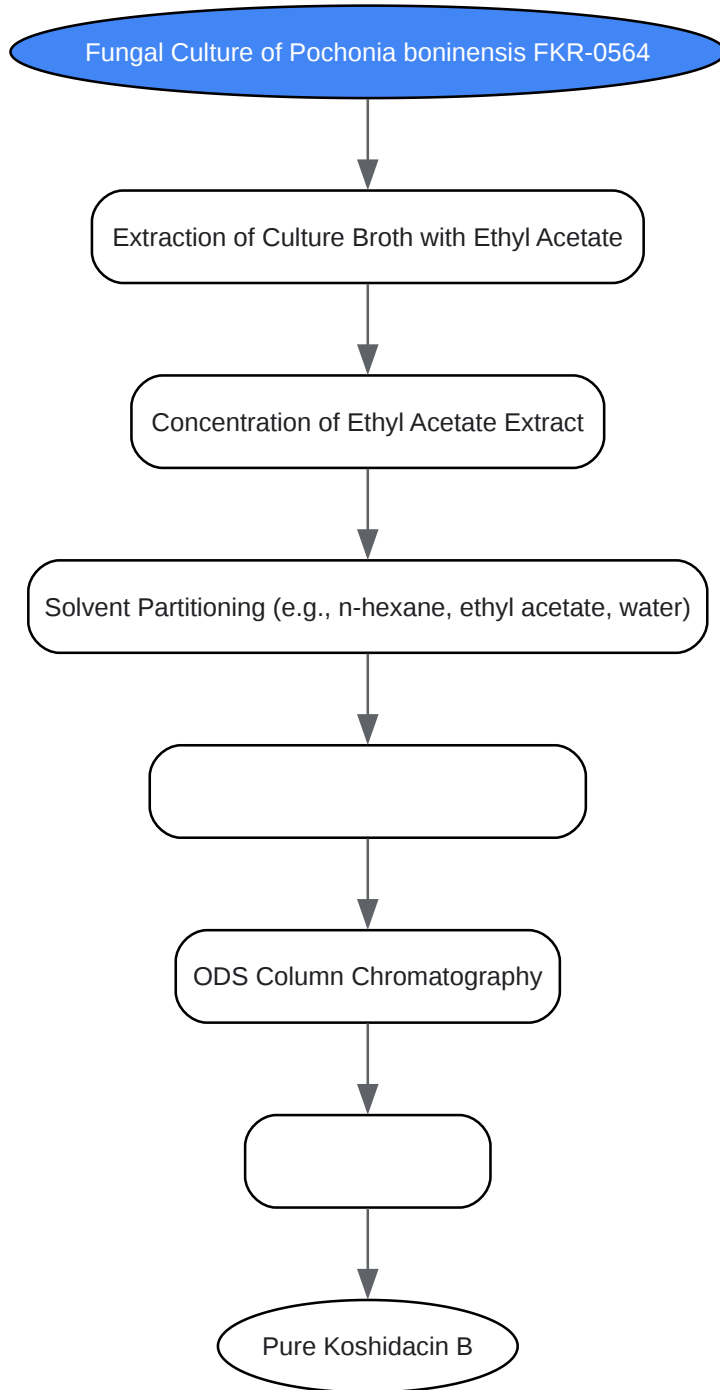 Fungal Culture of Pochonia boninensis FKR-0564
Extraction of Culture Broth with Ethyl Acetate
Concentration of Ethyl Acetate Extract
Solvent Partitioning (e.g., n-hexane, ethyl acetate, water)
ODS Column Chromatography
Pure Koshidacin B